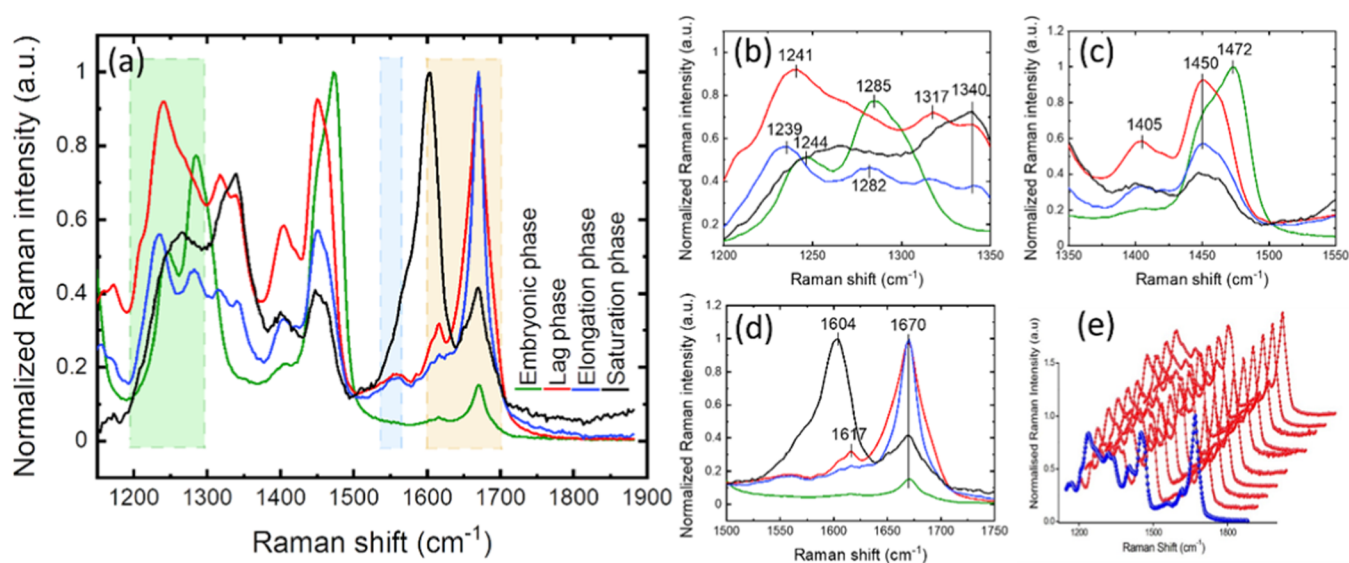 (a)
Normalized Raman intensity (a.u.)
1
0.8
0.6
0.4
0.2
0
1200 1300 1400 1500 1600 1700 1800 1900
Raman shift (cm-1)
Embryonic phase
Lag phase
Elongation phase
Saturation phase
(b)
Normalized Raman intensity (a.u.)
1
0.8
0.6
0.4
0.2
1241
1285
1317
1340
1239
1244
1282
1200 1250 1300 1350
Raman shift (cm-1)
(c)
Normalized Raman intensity (a.u.)
1.2
1
0.8
0.6
0.4
0.2
0
1472
1450
1405
1350 1400 1450 1500 1550
Raman shift (cm-1)
(d)
Normalized Raman intensity (a.u.)
1.2
1
0.8
0.6
0.4
0.2
0
1604
1670
1617
1500 1550 1600 1650 1700 1750
Raman shift (cm-1)
(e)
Normalised Raman Intensity (a.u)
1.5
1.0
0.5
0.0
1200 1500 1800
Raman Shift (cm-1)